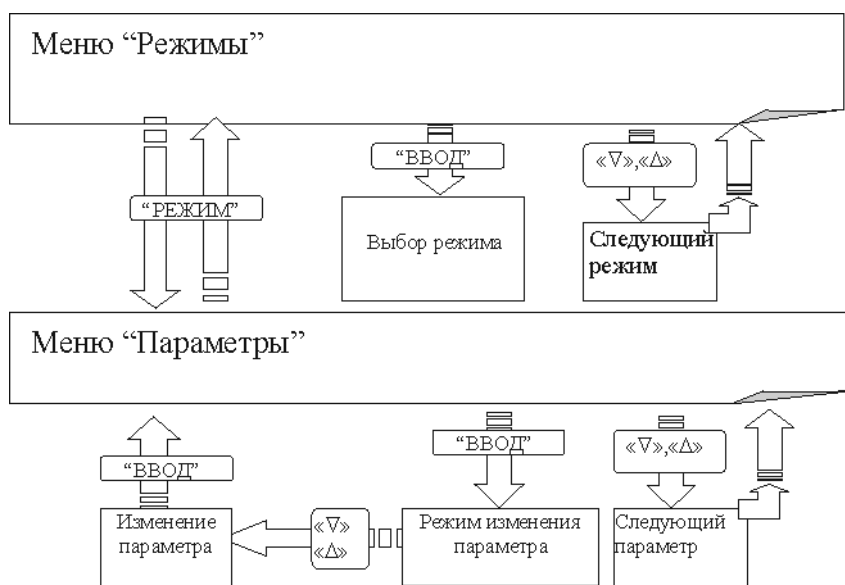 Меню “Режимы”
“ВВОД”
«∇»,«Δ»
“РЕЖИМ”
Выбор режима
Следующий
режим
Меню “Параметры”
“ВВОД”
“ВВОД”
«∇»,«Δ»
Изменение
параметра
«∇»
«Δ»
Режим изменения
параметра
Следующий
параметр